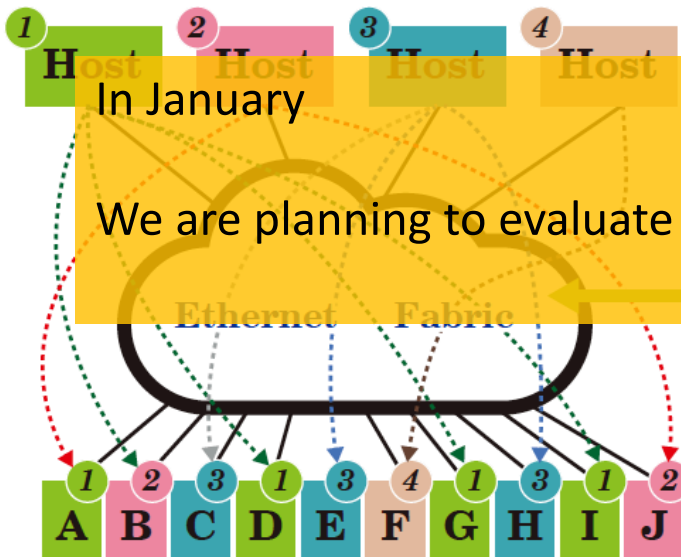 1 2 3 4
Host Host Host Host
In January
We are planning to evaluate
Ethernet Fabric
1 2 3 1 3 4 1 3 1 2
A B C D E F G H I J